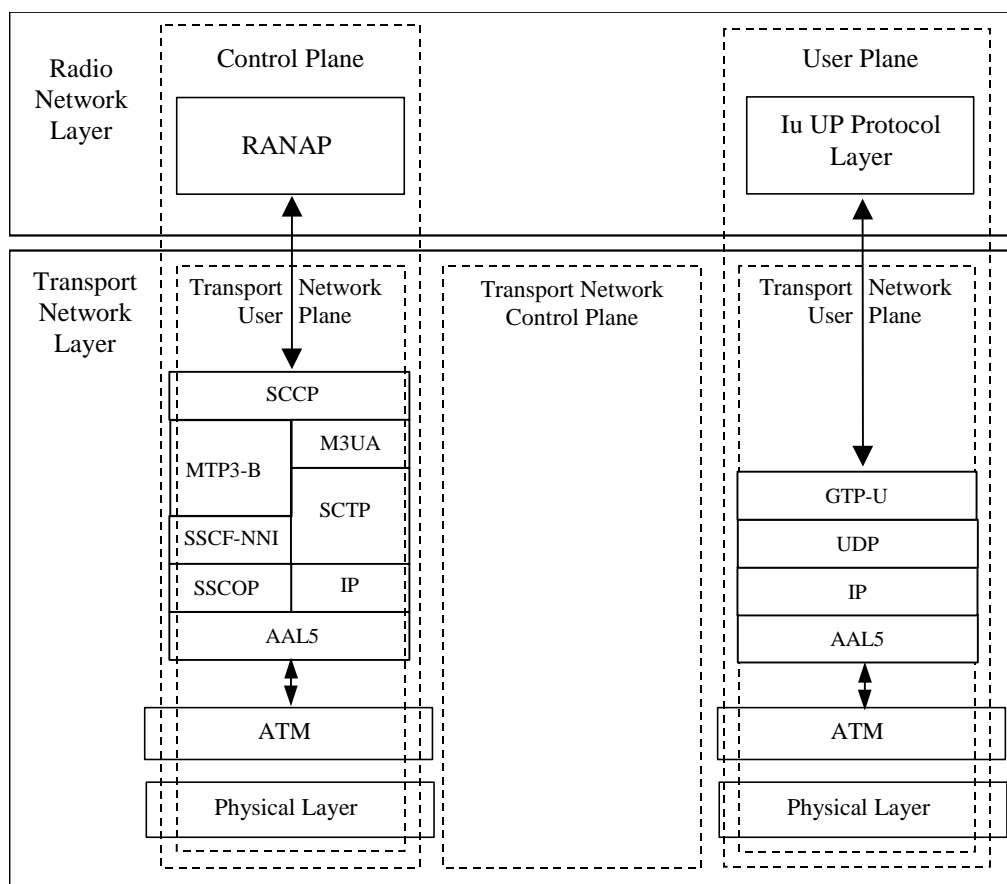 Radio
Network
Layer
Control Plane
RANAP
User Plane
Iu UP Protocol
Layer
Transport
Network
Layer
Transport Network
User Plane
SCCP
MTP3-B
M3UA
SCTP
SSCF-NNI
SSCOP
IP
AAL5
ATM
Physical Layer
Transport Network
Control Plane
Transport Network
User Plane
GTP-U
UDP
IP
AAL5
ATM
Physical Layer